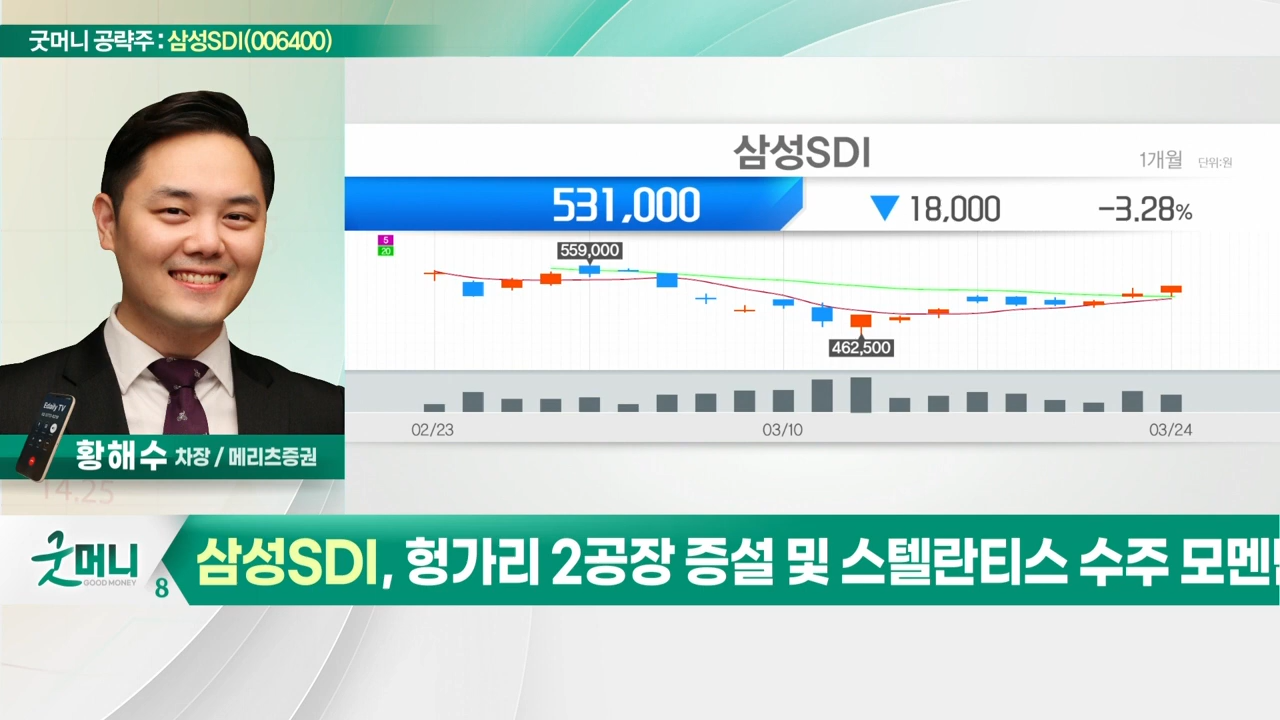 굿머니 공략주 : 삼성SDI(006400)
삼성SDI
1개월 단위:원
531,000 ▼ 18,000 -3.28%
5
20
559,000
462,500
02/23 03/10 03/24
Edaily TV
황해수 차장 / 메리츠증권
14.25
굿머니
GOOD MONEY
8
삼성SDI, 헝가리 2공장 증설 및 스텔란티스 수주 모멘